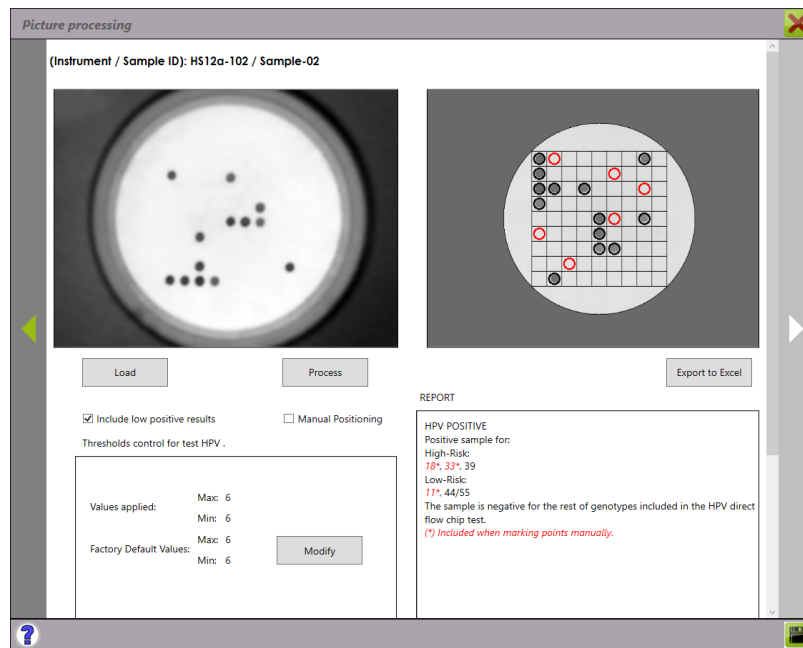 Picture processing
(Instrument / Sample ID): HS12a-102 / Sample-02
Load
Process
Export to Excel
REPORT
Include low positive results
Manual Positioning
Thresholds control for test HPV .
Values applied:
Max: 6
Min: 6
Factory Default Values:
Max: 6
Min: 6
Modify
HPV POSITIVE
Positive sample for:
High-Risk:
18*, 33*, 39
Low-Risk:
11*, 44/55
The sample is negative for the rest of genotypes included in the HPV direct
flow chip test.
(*) Included when marking points manually.
?